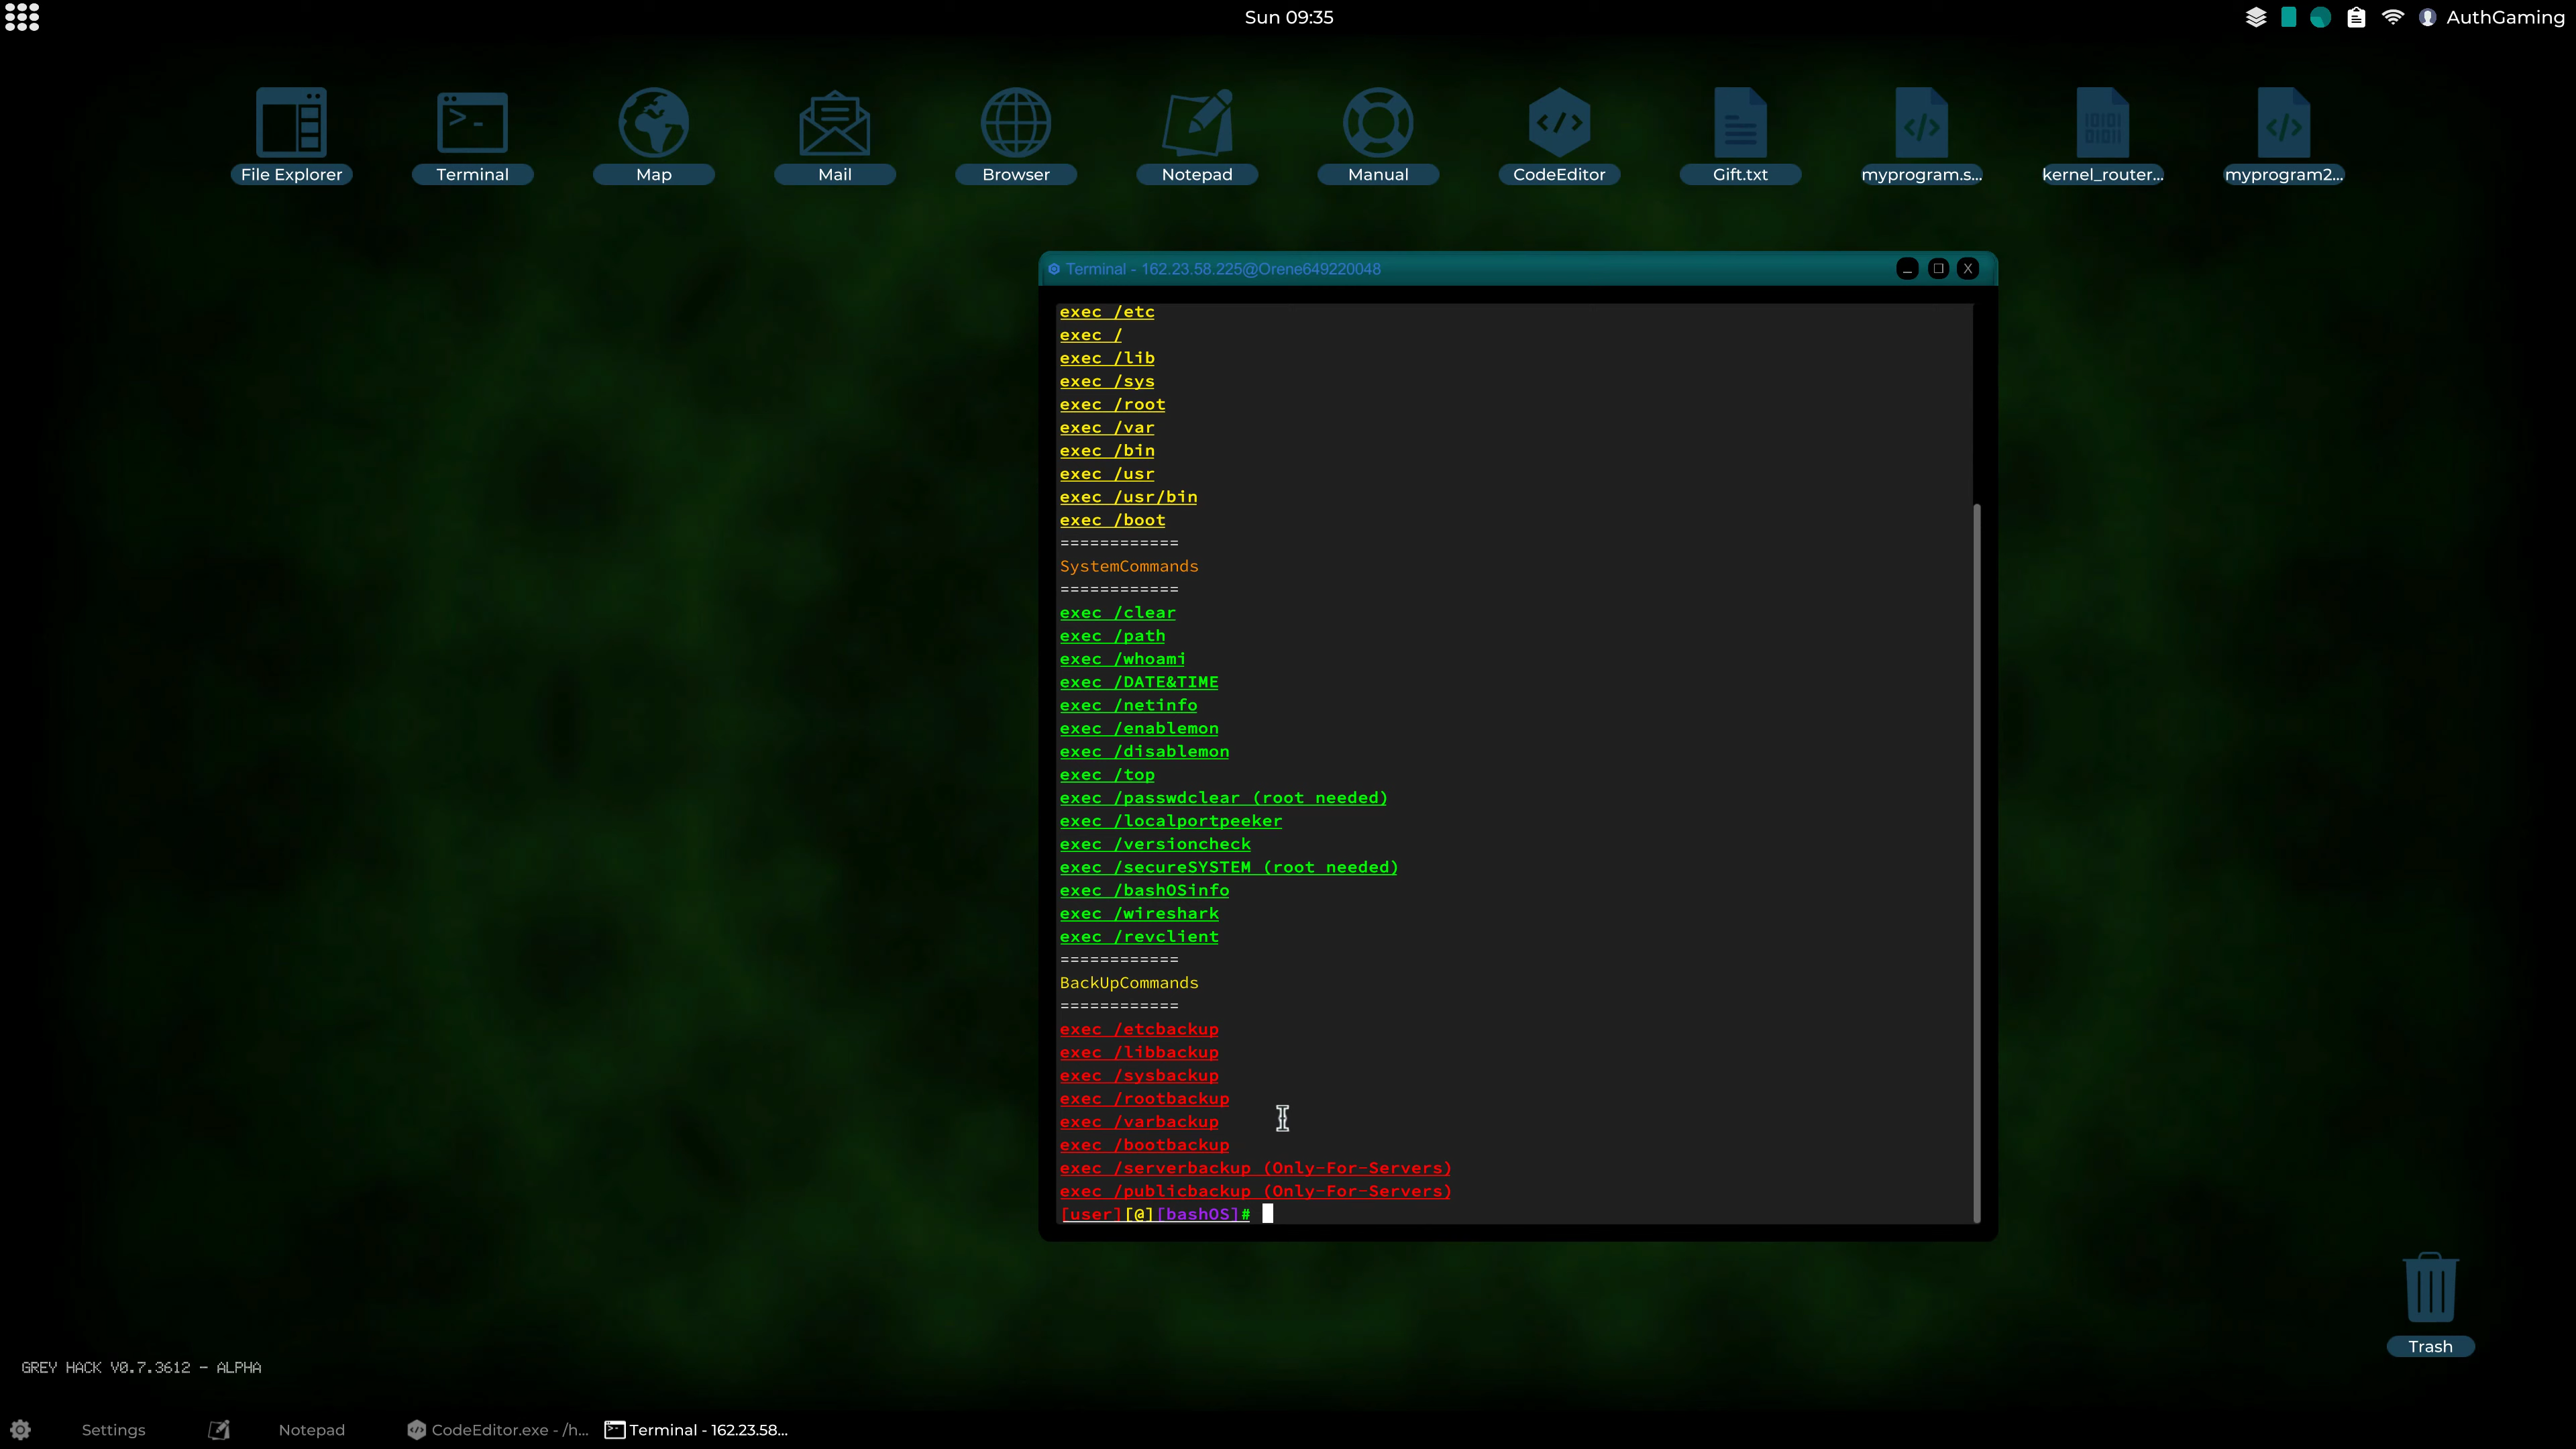 Sun 09:35
AuthGaming
File Explorer
Terminal
Map
Mail
Browser
Notepad
Manual
CodeEditor
Gift.txt
myprogram.s...
kernel_router...
myprogram2...
Terminal - 162.23.58.225@Orene649220048
exec /etc
exec /
exec /lib
exec /sys
exec /root
exec /var
exec /bin
exec /usr
exec /usr/bin
exec /boot
============
SystemCommands
============
exec /clear
exec /path
exec /whoami
exec /DATE&TIME
exec /netinfo
exec /enablemon
exec /disablemon
exec /top
exec /passwdclear (root needed)
exec /localportpeeker
exec /versioncheck
exec /secureSYSTEM (root needed)
exec /bashOSinfo
exec /wireshark
exec /revclient
============
BackUpCommands
============
exec /etcbackup
exec /libbackup
exec /sysbackup
exec /rootbackup
exec /varbackup
exec /bootbackup
exec /serverbackup (Only-For-Servers)
exec /publicbackup (Only-For-Servers)
[user][@][bashOS]#
Trash
GREY HACK V0.7.3612 - ALPHA
Settings
Notepad
CodeEditor.exe - /h...
Terminal - 162.23.58...